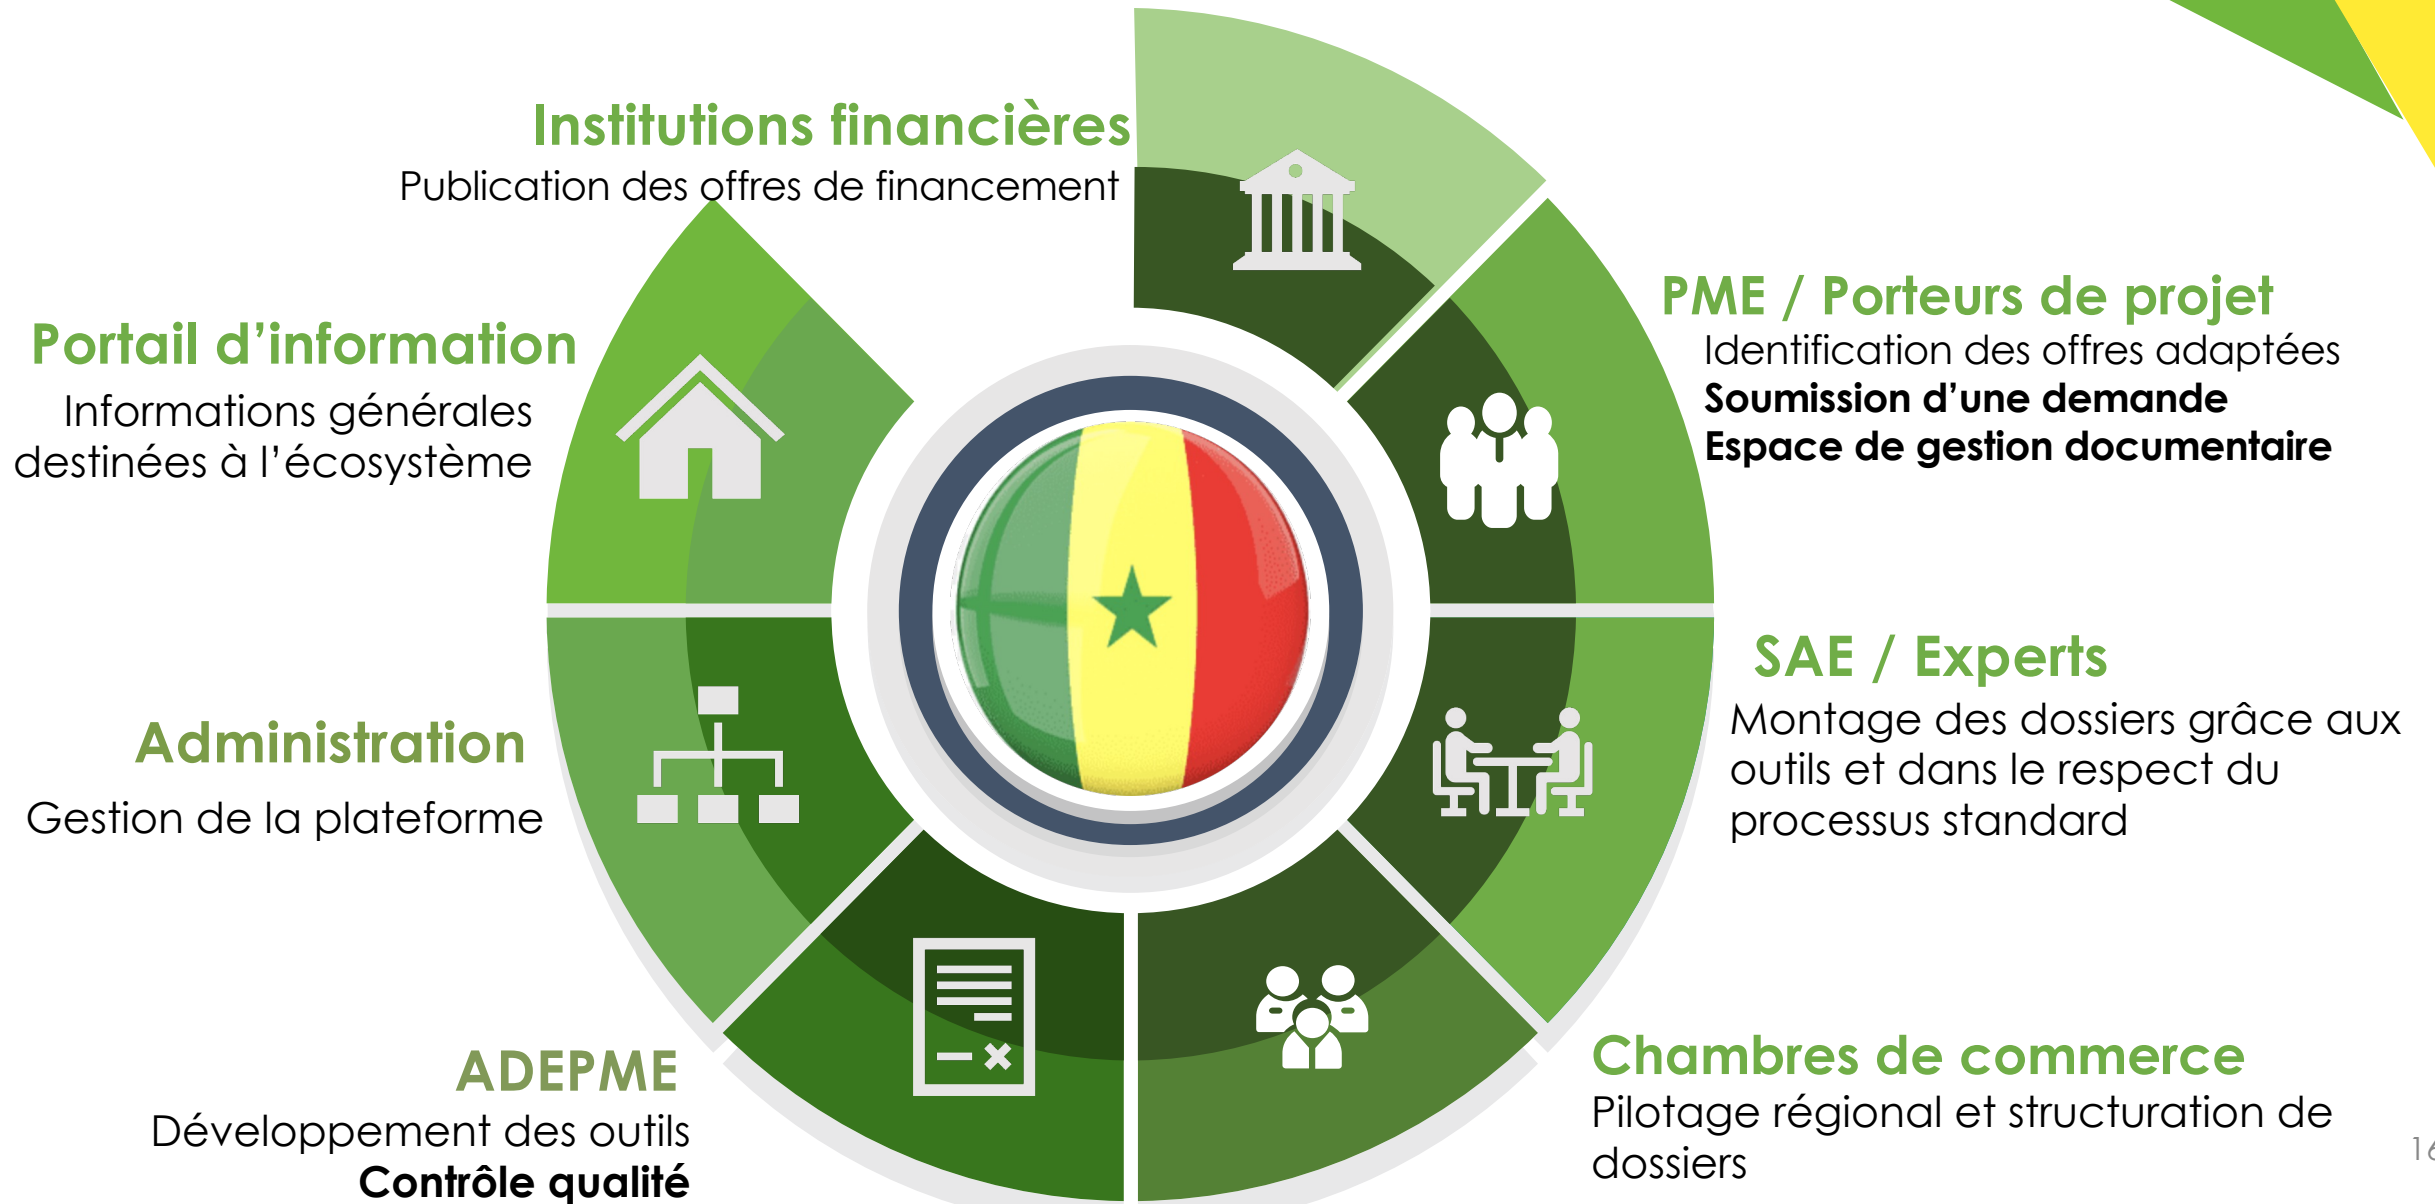 Institutions financières
Publication des offres de financement
PME / Porteurs de projet
Identification des offres adaptées
Soumission d’une demande
Espace de gestion documentaire
SAE / Experts
Montage des dossiers grâce aux
outils et dans le respect du
processus standard
Chambres de commerce
Pilotage régional et structuration de
dossiers
ADEPME
Développement des outils
Contrôle qualité
Administration
Gestion de la plateforme
Portail d’information
Informations générales
destinées à l’écosystème
16